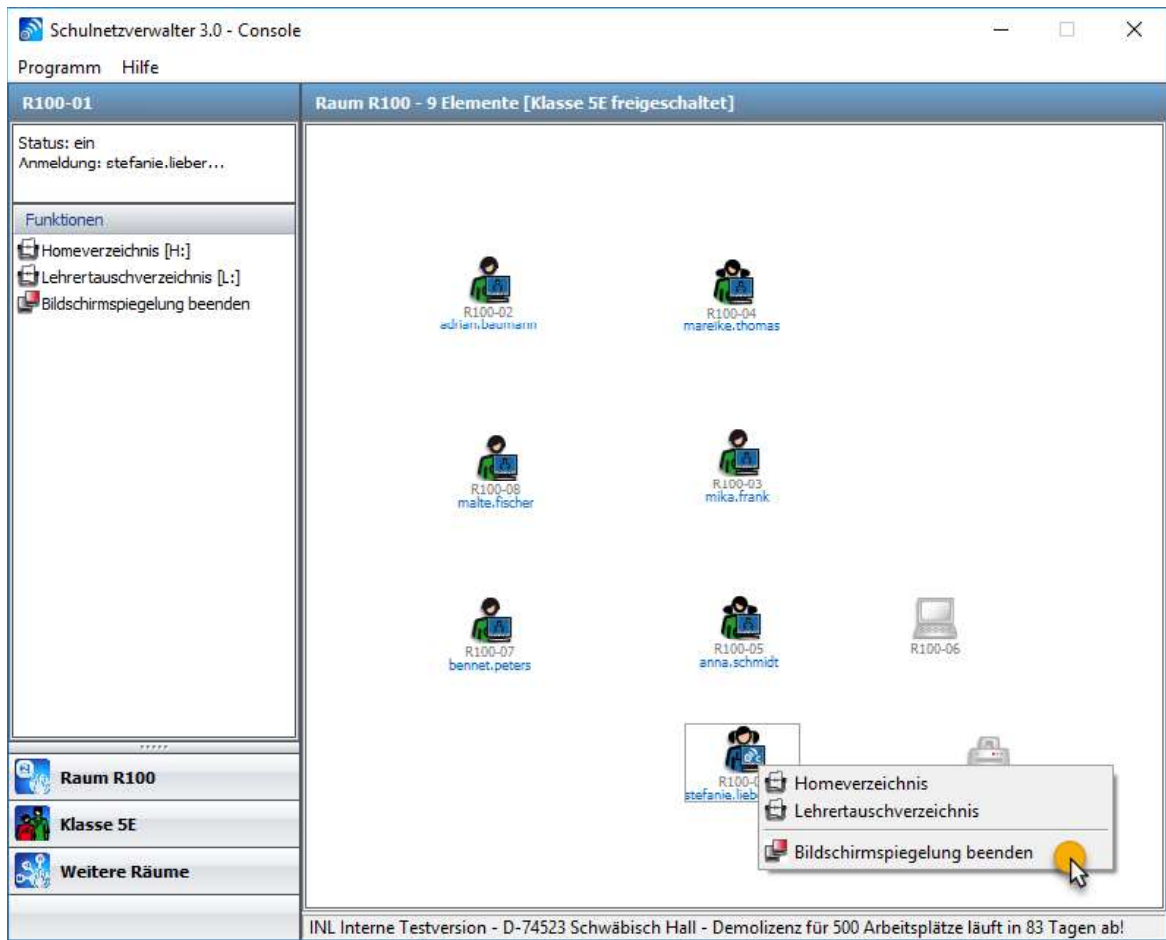 Schulnetzverwalter 3.0 - Console
Programm Hilfe
R100-01
Status: ein
Anmeldung: stefanie.lieber...
Funktionen
Homeverzeichnis [H:]
Lehrertauschverzeichnis [L:]
Bildschirmspiegelung beenden
Raum R100
Klasse 5E
Weitere Räume
Raum R100 - 9 Elemente [Klasse 5E freigeschaltet]
R100-02
adrian.baumann
R100-04
mareike.thomas
R100-08
malte.fischer
R100-03
mika.frank
R100-07
bennet.peters
R100-05
anna.schmidt
R100-06
R100-0
stefanie.lieb
Homeverzeichnis
Lehrertauschverzeichnis
Bildschirmspiegelung beenden
INL Interne Testversion - D-74523 Schwäbisch Hall - Demolizenz für 500 Arbeitsplätze läuft in 83 Tagen ab!